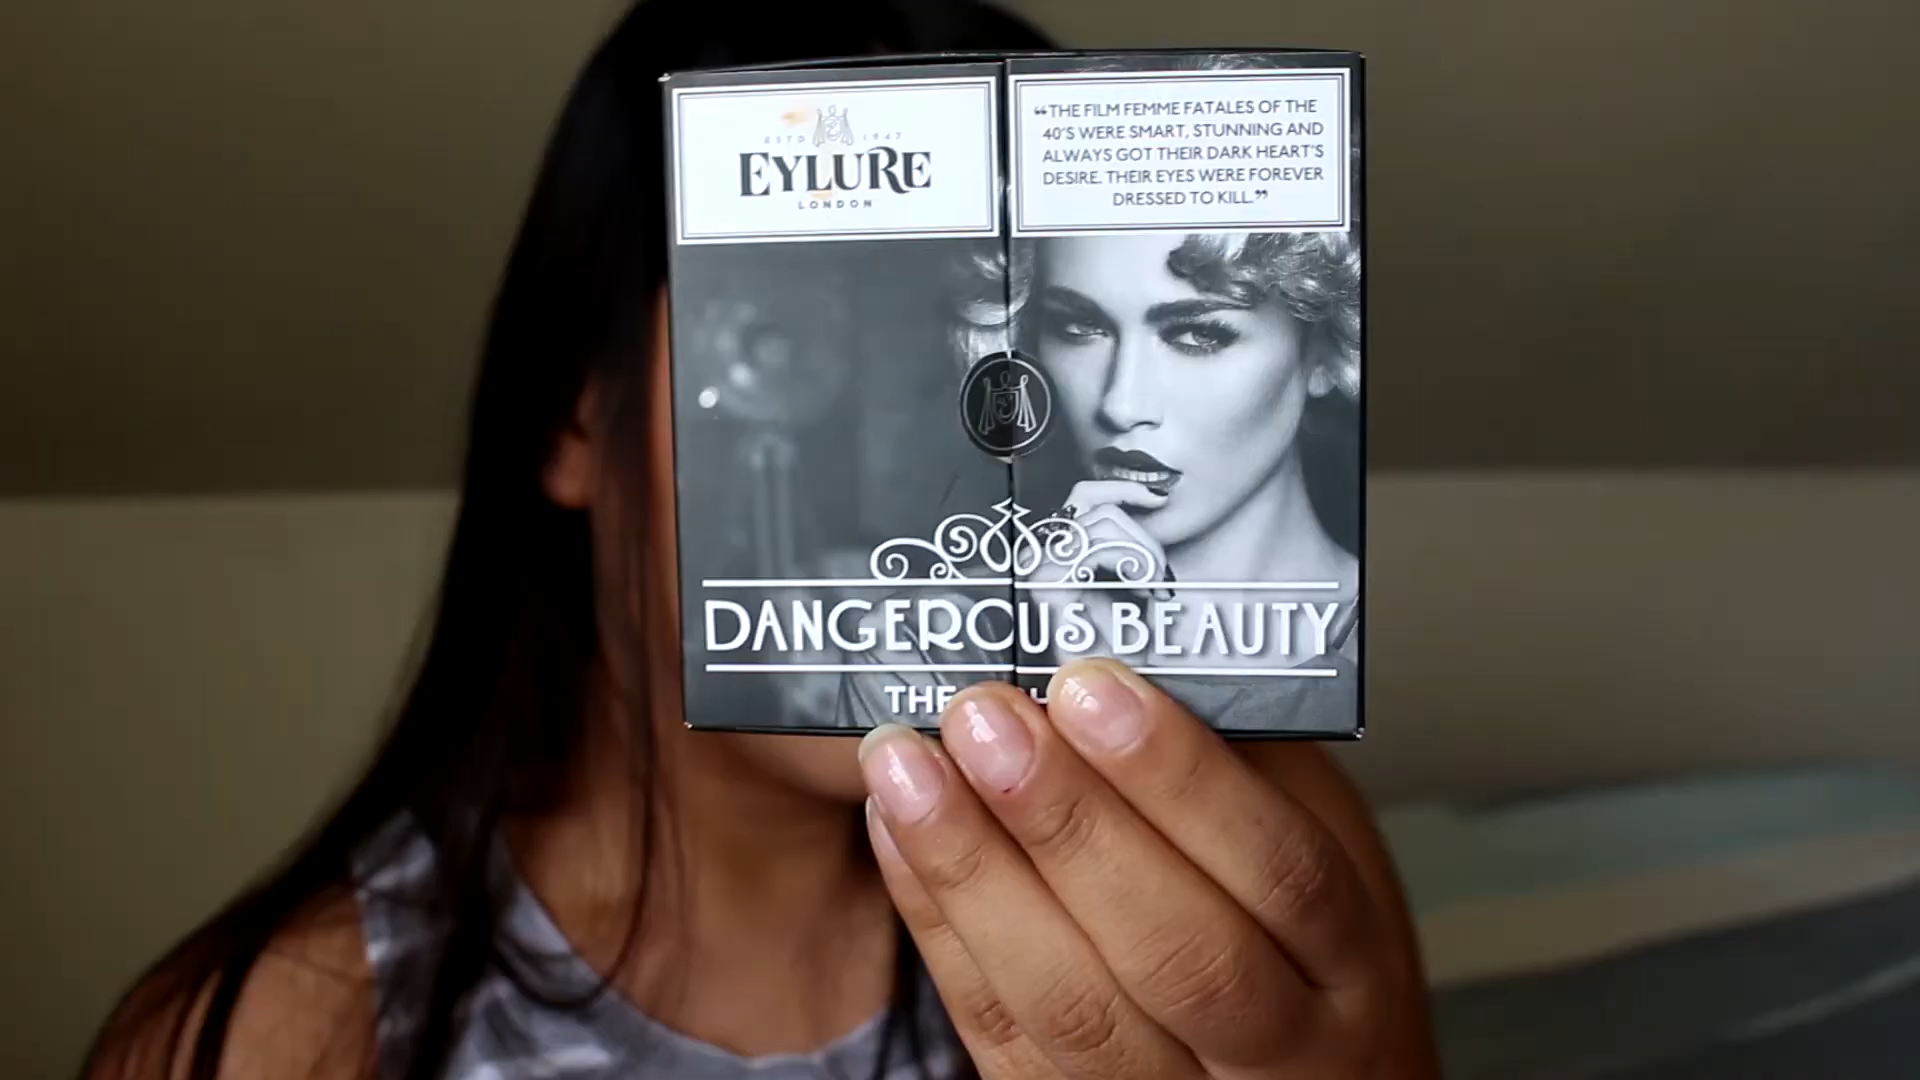 ESTD 1947
EYLURE
LONDON
“THE FILM FEMME FATALES OF THE
40'S WERE SMART, STUNNING AND
ALWAYS GOT THEIR DARK HEART'S
DESIRE. THEIR EYES WERE FOREVER
DRESSED TO KILL.”
DANGEROUS BEAUTY
THE